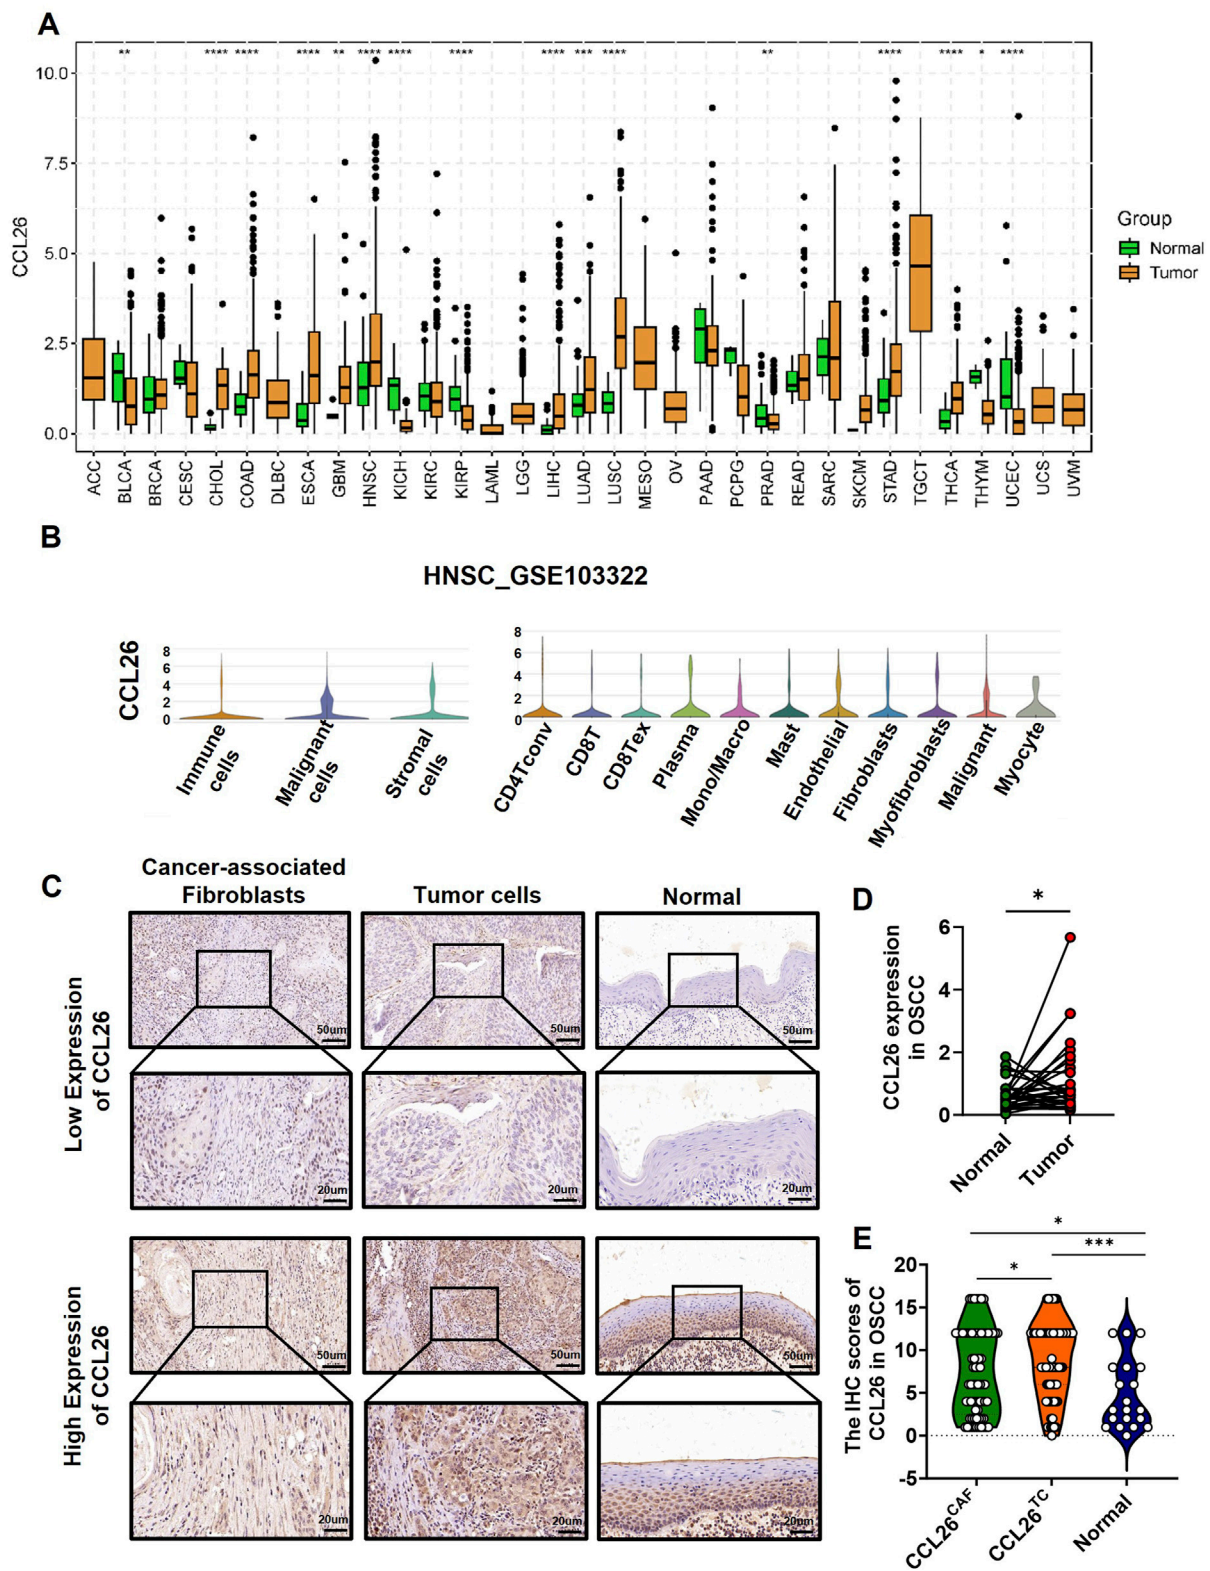 A
** **** **** **** ** **** **** **** **** *** **** ** **** **** * ****
CCL26
10.0
7.5
5.0
2.5
0.0
ACC
BLCA
BRCA
CESC
CHOL
COAD
DLBC
ESCA
GBM
HNSC
KICH
KIRC
KIRP
LAML
LGG
LIHC
LUAD
LUSC
MESO
OV
PAAD
PCPG
PRAD
READ
SARC
SKCM
STAD
TGCT
THCA
THYM
UCEC
UCS
UVM
Group
Normal
Tumor
B
HNSC_GSE103322
CCL26
8
6
4
2
0
Immune
cells
Malignant
cells
Stromal
cells
8
6
4
2
0
CD4Tconv
CD8T
CD8Tex
Plasma
Mono/Macro
Mast
Endothelial
Fibroblasts
Myofibroblasts
Malignant
Myocyte
C
Cancer-associated
Fibroblasts
Tumor cells
Normal
Low Expression
of CCL26
50um
50um
50um
20um
20um
20um
High Expression
of CCL26
50um
50um
50um
20um
20um
20um
D
*
CCL26 expression
in OSCC
6
4
2
0
Normal
Tumor
E
*
***
*
The IHC scores of
CCL26 in OSCC
20
15
10
5
0
-5
CCL26CAF
CCL26TC
Normal